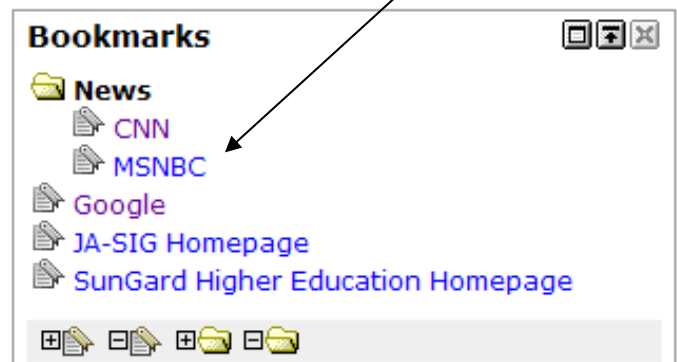 Bookmarks
News
CNN
MSNBC
Google
JA-SIG Homepage
SunGard Higher Education Homepage